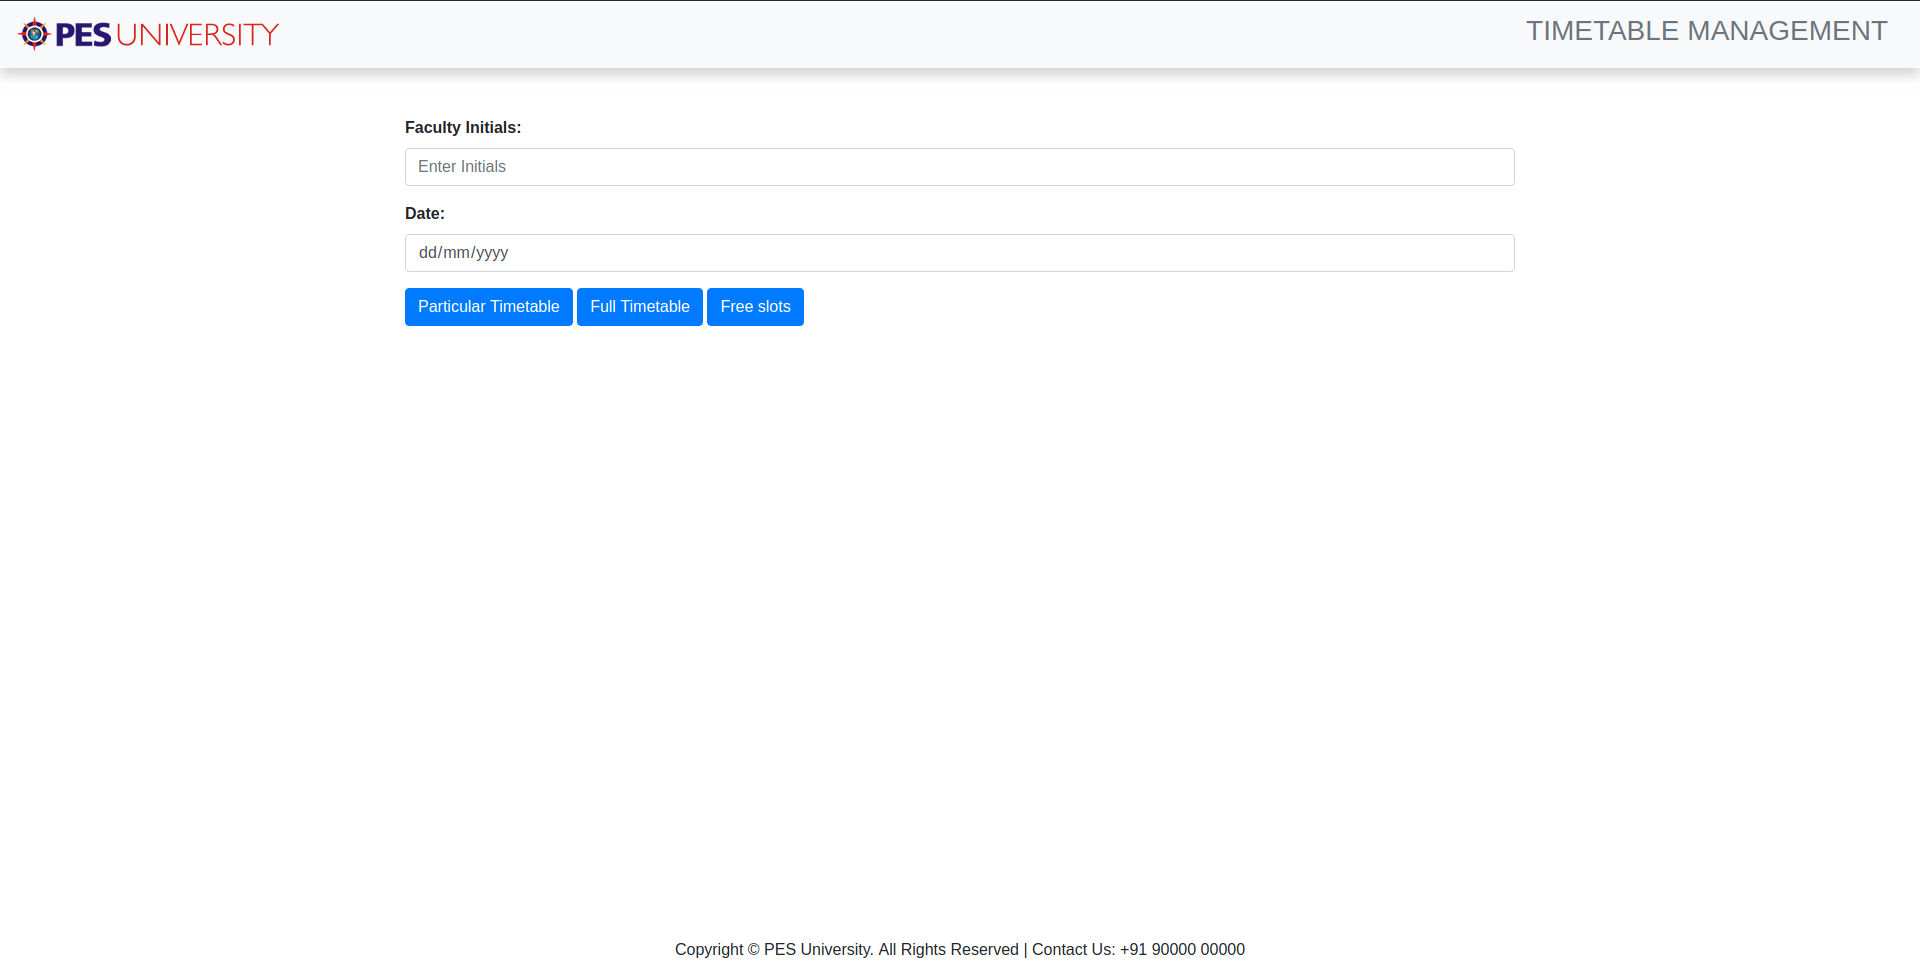 PES UNIVERSITY
TIMETABLE MANAGEMENT
Faculty Initials:
Enter Initials
Date:
dd/mm/yyyy
Particular Timetable Full Timetable Free slots
Copyright © PES University. All Rights Reserved | Contact Us: +91 90000 00000